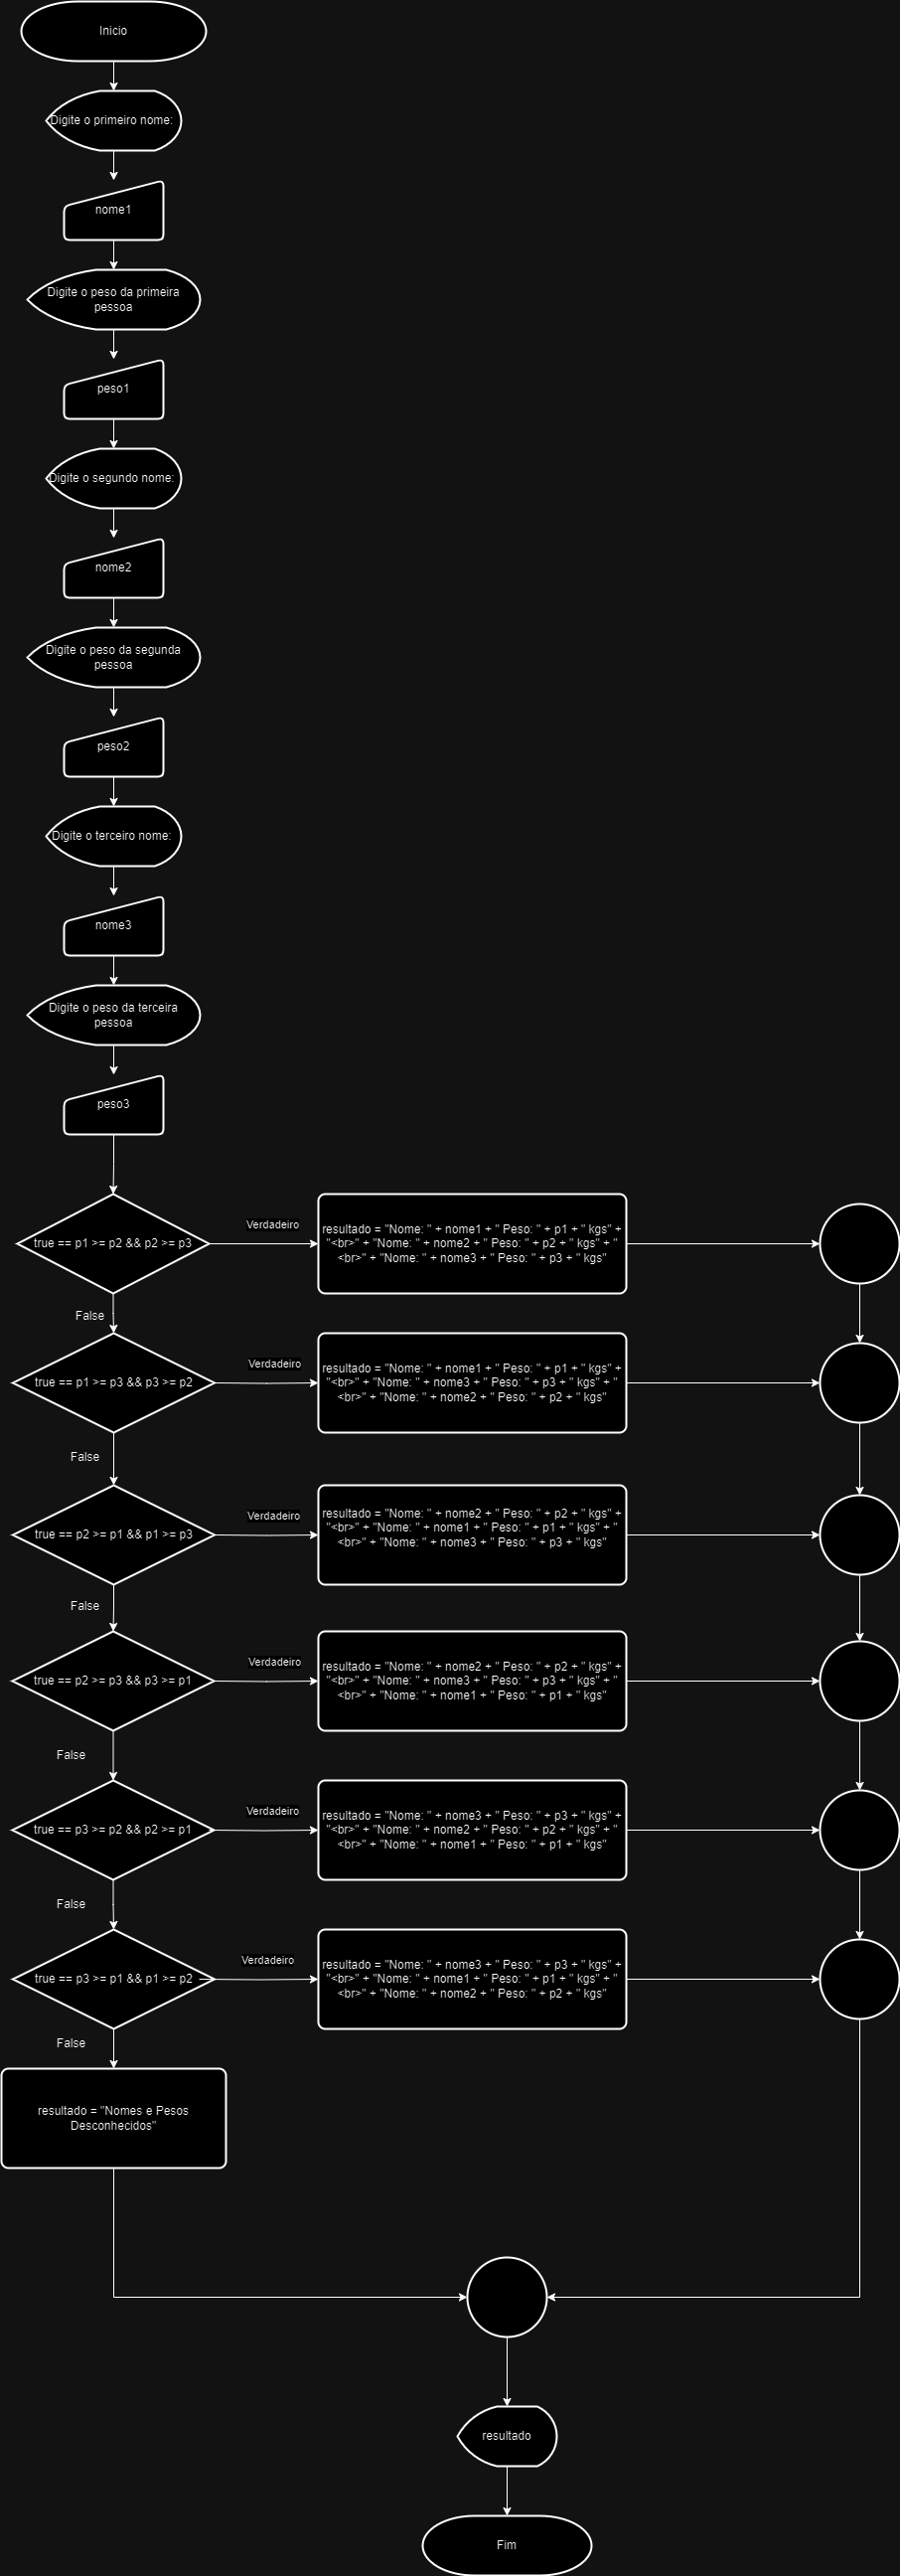 Inicio
Digite o primeiro nome:
nome1
Digite o peso da primeira
pessoa
peso1
Digite o segundo nome:
nome2
Digite o peso da segunda
pessoa
peso2
Digite o terceiro nome:
nome3
Digite o peso da terceira
pessoa
peso3
true == p1 >= p2 && p2 >= p3
Verdadeiro
resultado = "Nome: " + nome1 + " Peso: " + p1 + " kgs" +
"<br>" + "Nome: " + nome2 + " Peso: " + p2 + " kgs" + "
<br>" + "Nome: " + nome3 + " Peso: " + p3 + " kgs"
False
true == p1 >= p3 && p3 >= p2
Verdadeiro
resultado = "Nome: " + nome1 + " Peso: " + p1 + " kgs" +
"<br>" + "Nome: " + nome3 + " Peso: " + p3 + " kgs" + "
<br>" + "Nome: " + nome2 + " Peso: " + p2 + " kgs"
False
true == p2 >= p1 && p1 >= p3
Verdadeiro
resultado = "Nome: " + nome2 + " Peso: " + p2 + " kgs" +
"<br>" + "Nome: " + nome1 + " Peso: " + p1 + " kgs" + "
<br>" + "Nome: " + nome3 + " Peso: " + p3 + " kgs"
False
true == p2 >= p3 && p3 >= p1
Verdadeiro
resultado = "Nome: " + nome2 + " Peso: " + p2 + " kgs" +
"<br>" + "Nome: " + nome3 + " Peso: " + p3 + " kgs" + "
<br>" + "Nome: " + nome1 + " Peso: " + p1 + " kgs"
False
true == p3 >= p2 && p2 >= p1
Verdadeiro
resultado = "Nome: " + nome3 + " Peso: " + p3 + " kgs" +
"<br>" + "Nome: " + nome2 + " Peso: " + p2 + " kgs" + "
<br>" + "Nome: " + nome1 + " Peso: " + p1 + " kgs"
False
true == p3 >= p1 && p1 >= p2
Verdadeiro
resultado = "Nome: " + nome3 + " Peso: " + p3 + " kgs" +
"<br>" + "Nome: " + nome1 + " Peso: " + p1 + " kgs" + "
<br>" + "Nome: " + nome2 + " Peso: " + p2 + " kgs"
False
resultado = "Nomes e Pesos
Desconhecidos"
resultado
Fim